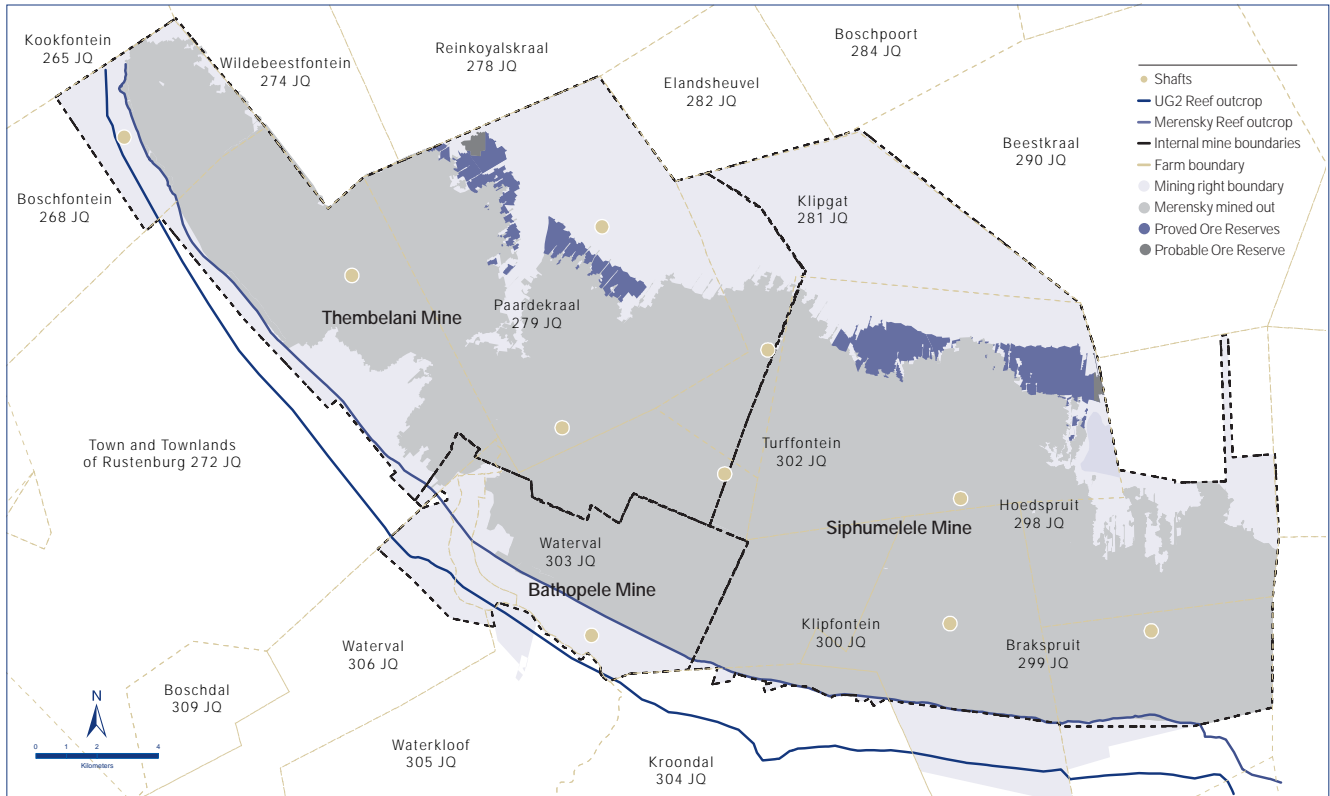 Kookfontein
265 JQ
Wildebeestfontein
274 JQ
Reinkoyalskraal
278 JQ
Elandsheuvel
282 JQ
Boschpoort
284 JQ
Beestkraal
290 JQ
Shafts
UG2 Reef outcrop
Merensky Reef outcrop
Internal mine boundaries
Farm boundary
Mining right boundary
Merensky mined out
Proved Ore Reserves
Probable Ore Reserve
Boschfontein
268 JQ
Klipgat
281 JQ
Thembelani Mine
Paardekraal
279 JQ
Town and Townlands
of Rustenburg 272 JQ
Turffontein
302 JQ
Hoedspruit
298 JQ
Siphumelele Mine
Waterval
303 JQ
Bathopele Mine
Klipfontein
300 JQ
Brakspruit
299 JQ
Waterval
306 JQ
Boschdal
309 JQ
Waterkloof
305 JQ
Kroondal
304 JQ
N
0 1 2 4
Kilometers